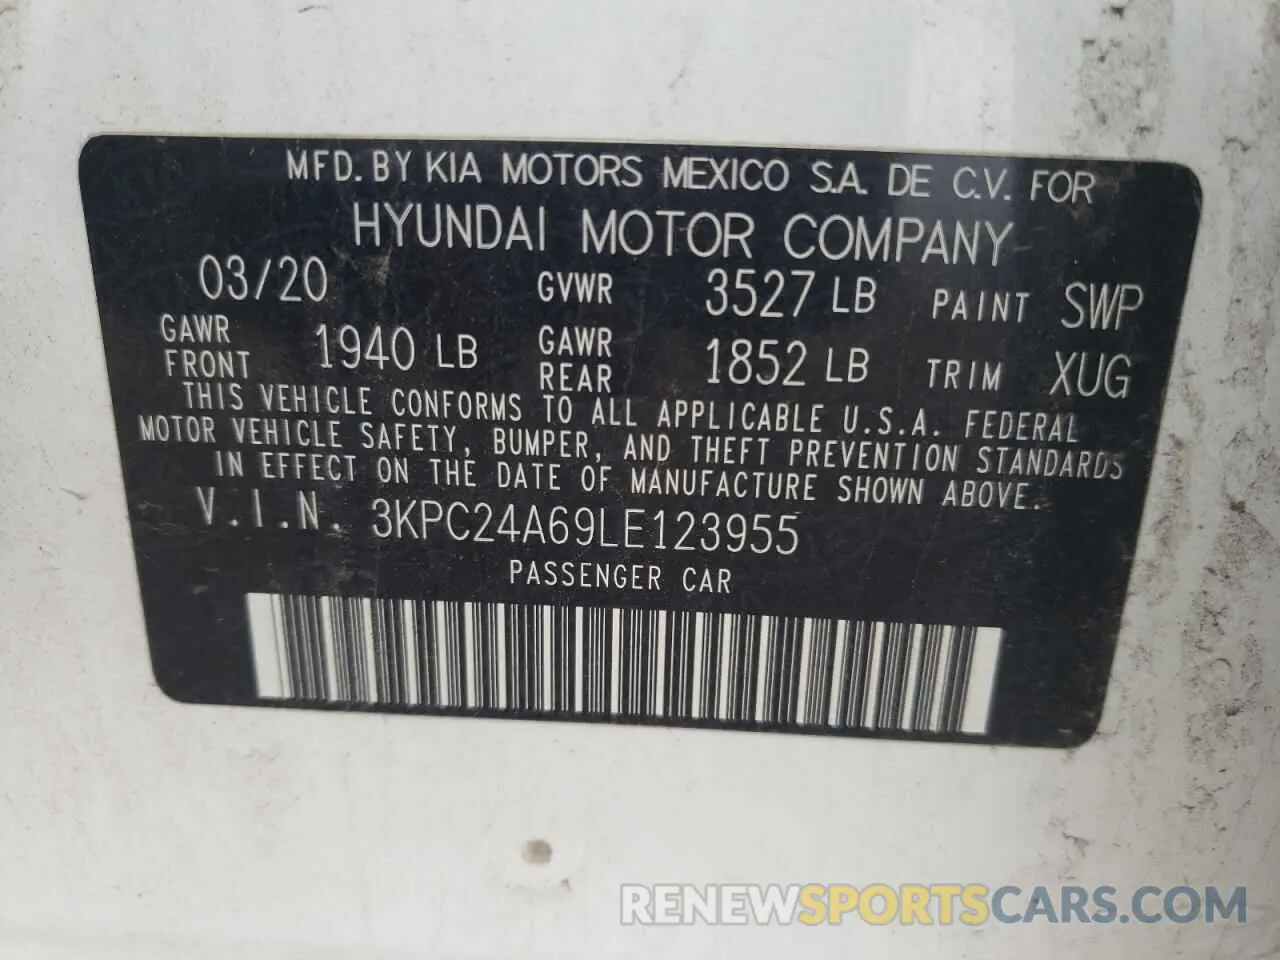 MFD. BY KIA MOTORS MEXICO S.A. DE C.V. FOR
HYUNDAI MOTOR COMPANY
03/20 GVWR 3527 LB PAINT SWP
GAWR FRONT 1940 LB GAWR REAR 1852 LB TRIM XUG
THIS VEHICLE CONFORMS TO ALL APPLICABLE U.S.A. FEDERAL
MOTOR VEHICLE SAFETY, BUMPER, AND THEFT PREVENTION STANDARDS
IN EFFECT ON THE DATE OF MANUFACTURE SHOWN ABOVE.
V.I.N. 3KPC24A69LE123955
PASSENGER CAR
RENEWSPORTSCARS.COM